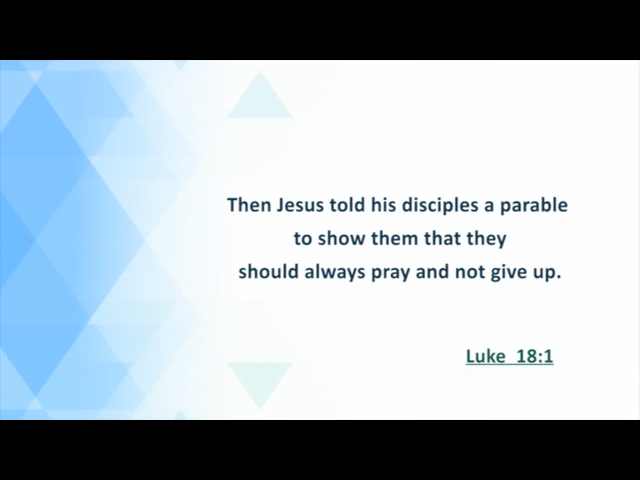 Then Jesus told his disciples a parable
to show them that they
should always pray and not give up.
Luke 18:1